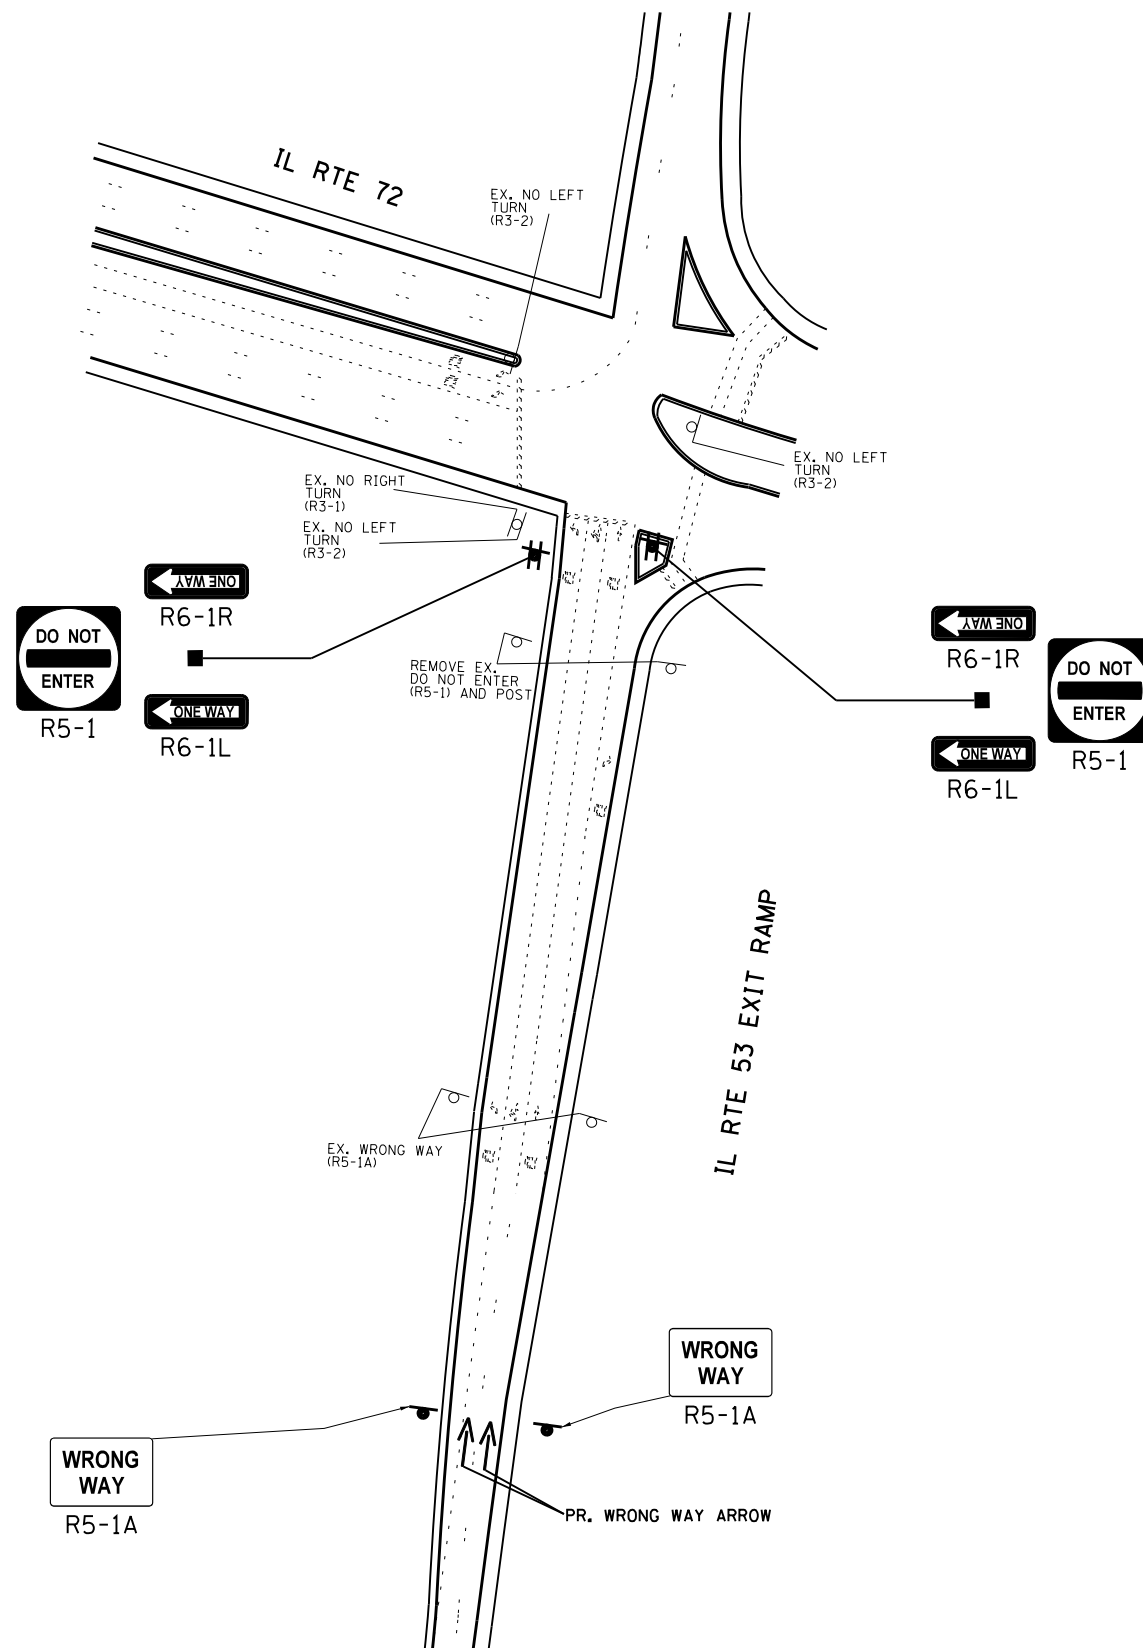 IL RTE 72
EX. NO LEFT
TURN
(R3-2)
EX. NO LEFT
TURN
(R3-2)
EX. NO RIGHT
TURN
(R3-1)
EX. NO LEFT
TURN
(R3-2)
ONE WAY
R6-1R
DO NOT
ENTER
R5-1
ONE WAY
R6-1L
REMOVE EX.
DO NOT ENTER
(R5-1) AND POST
ONE WAY
R6-1R
DO NOT
ENTER
R5-1
ONE WAY
R6-1L
IL RTE 53 EXIT RAMP
EX. WRONG WAY
(R5-1A)
WRONG
WAY
R5-1A
WRONG
WAY
R5-1A
PR. WRONG WAY ARROW